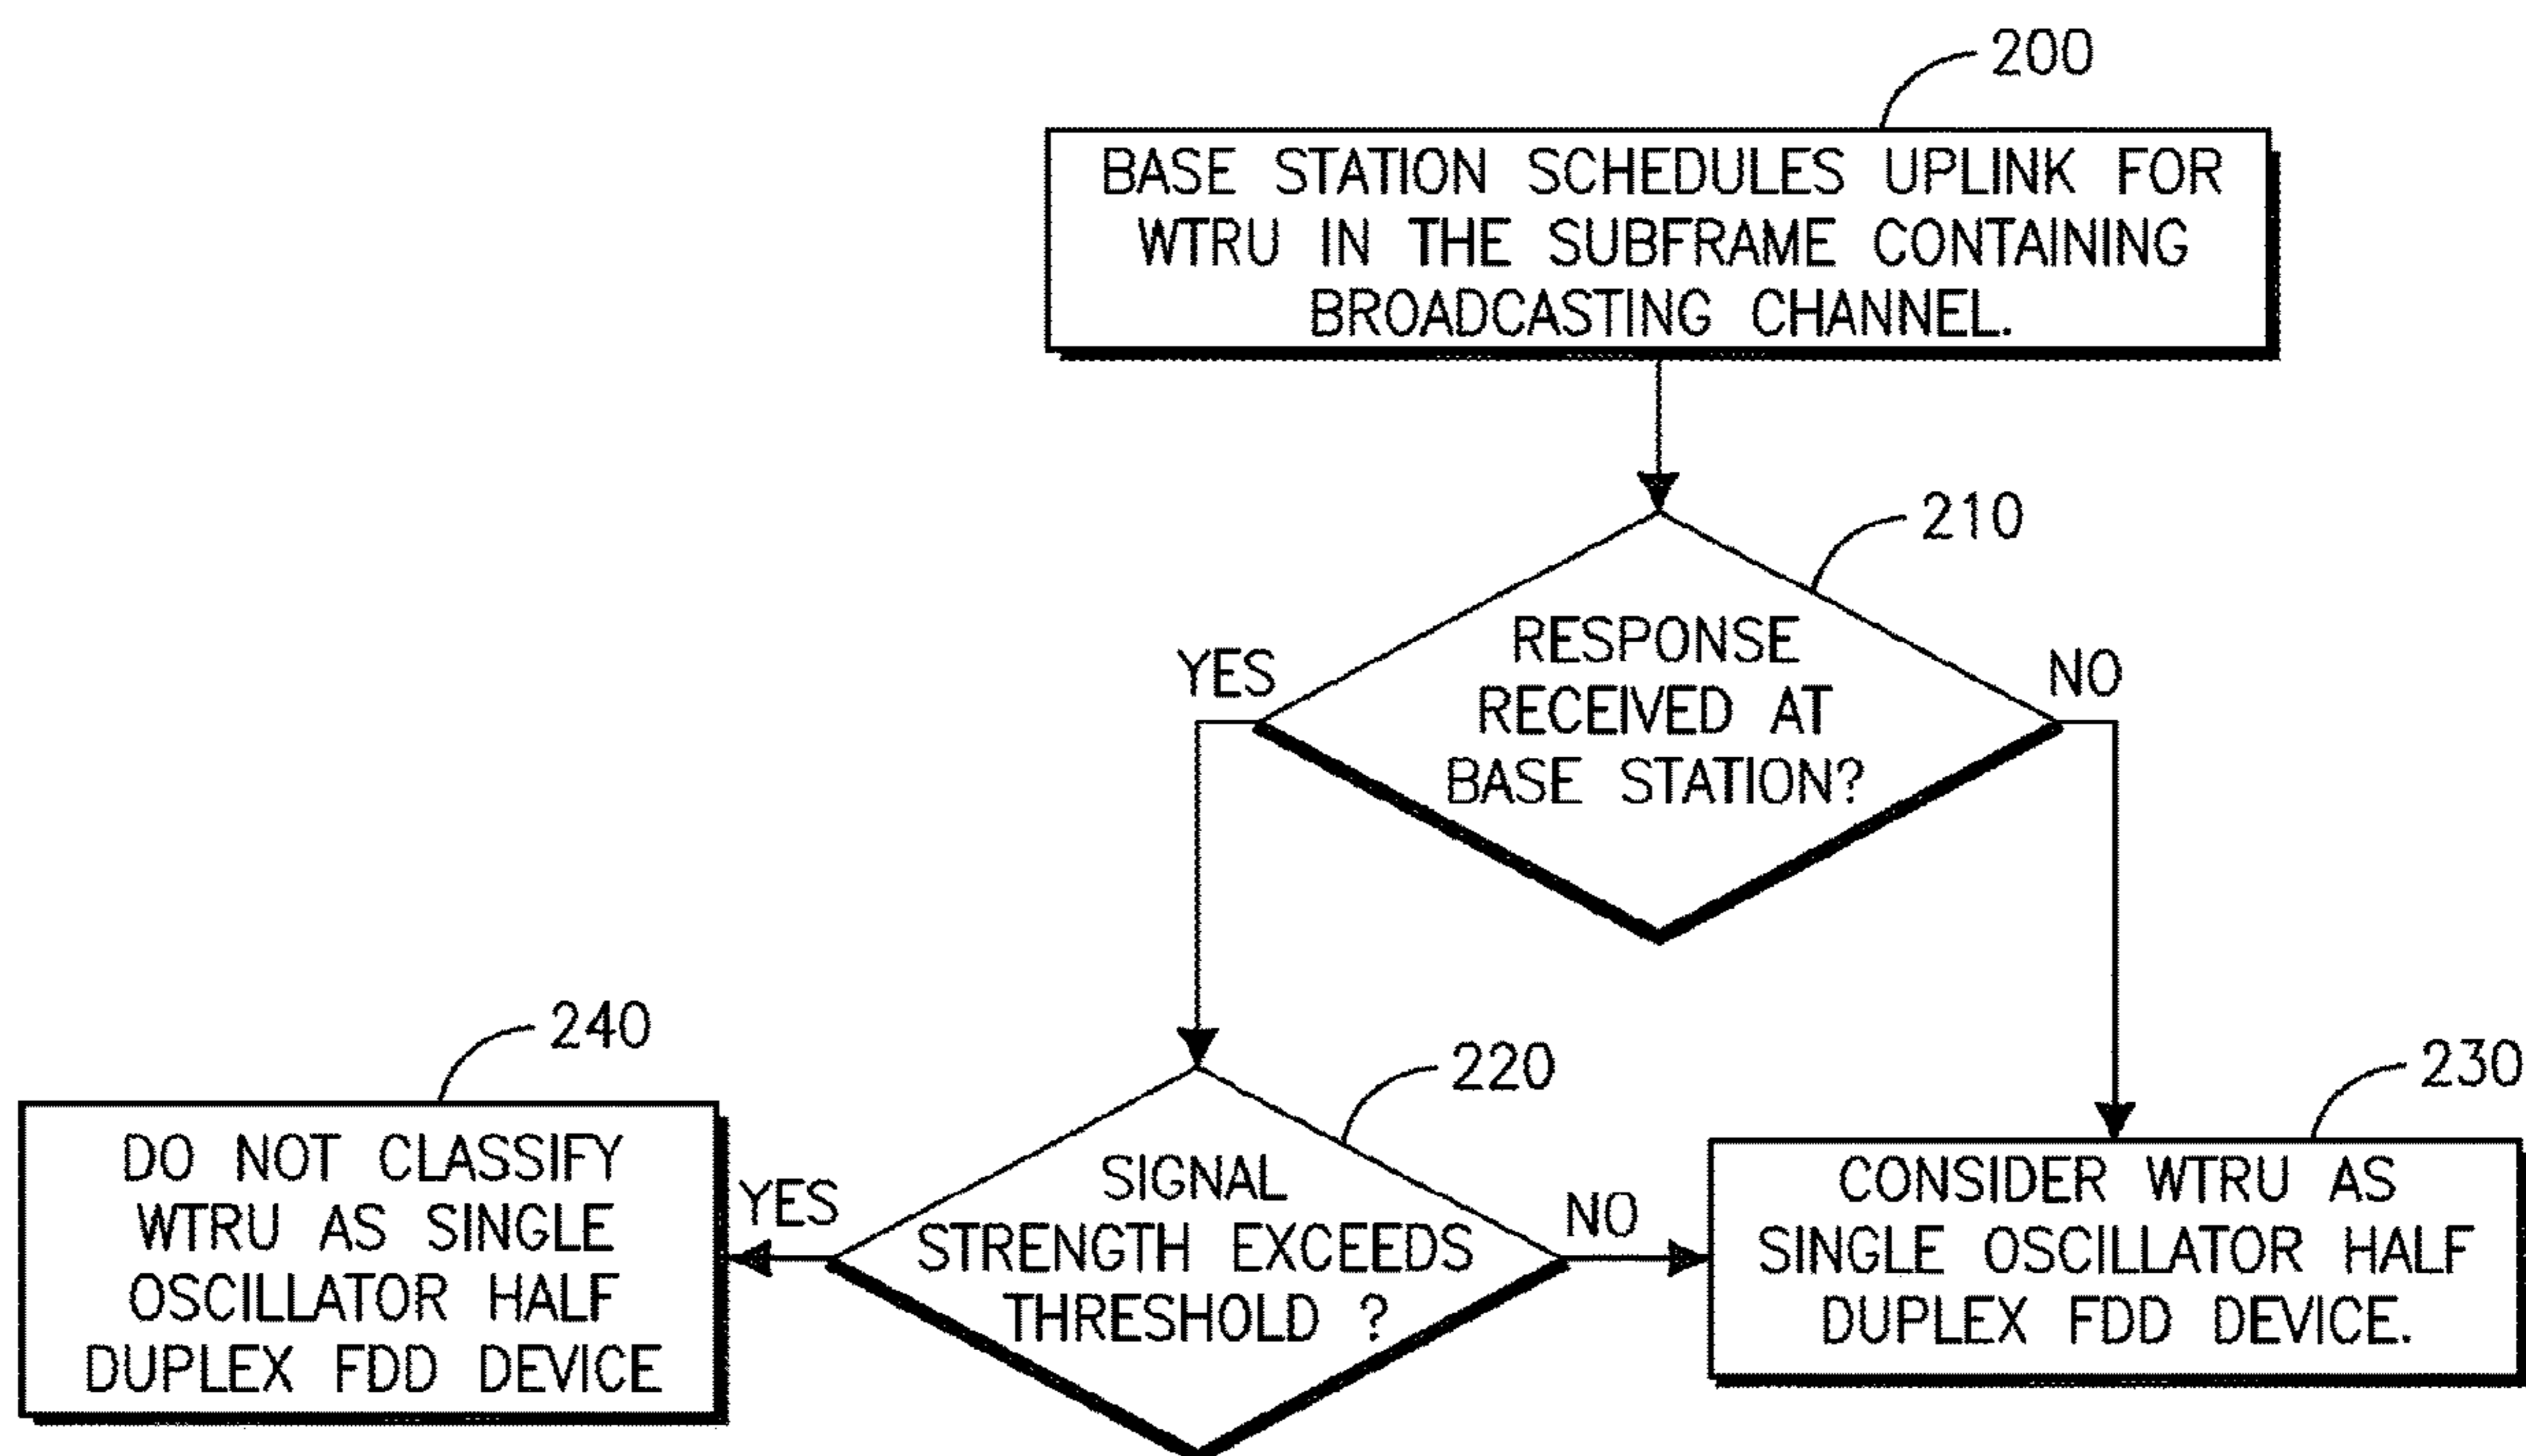 200
BASE STATION SCHEDULES UPLINK FOR
WTRU IN THE SUBFRAME CONTAINING
BROADCASTING CHANNEL.
210
RESPONSE
RECEIVED AT
BASE STATION?
YES
NO
240
DO NOT CLASSIFY
WTRU AS SINGLE
OSCILLATOR HALF
DUPLEX FDD DEVICE
220
SIGNAL
STRENGTH EXCEEDS
THRESHOLD ?
YES
NO
230
CONSIDER WTRU AS
SINGLE OSCILLATOR HALF
DUPLEX FDD DEVICE.